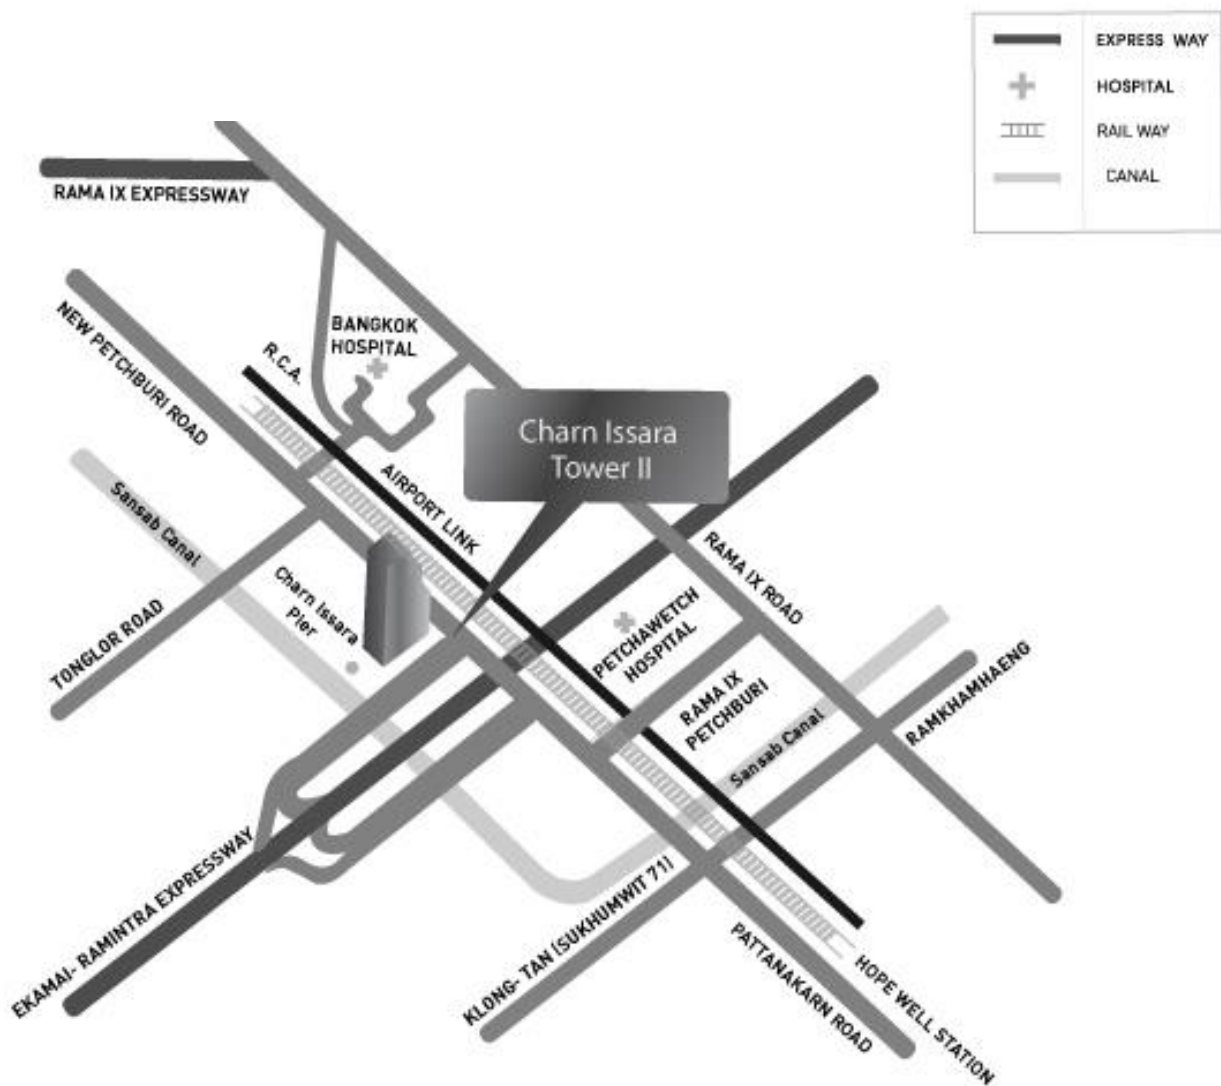 EXPRESS WAY
HOSPITAL
RAIL WAY
CANAL
RAMA IX EXPRESSWAY
NEW PETCHBURI ROAD
R.C.A.
BANGKOK
HOSPITAL
Charn Issara
Tower II
AIRPORT LINK
Sansab Canal
TONGLOR ROAD
Charn Issara
Pier
RAMA IX ROAD
PETCHAWETCH
HOSPITAL
RAMA IX
PETCHBURI
Sansab Canal
RAMKHAMHAENG
EKAMAI- RAMINTRA EXPRESSWAY
KLONG- TAN (SUKHUMWIT 71)
PATTANAKARN ROAD
HOPE WELL STATION